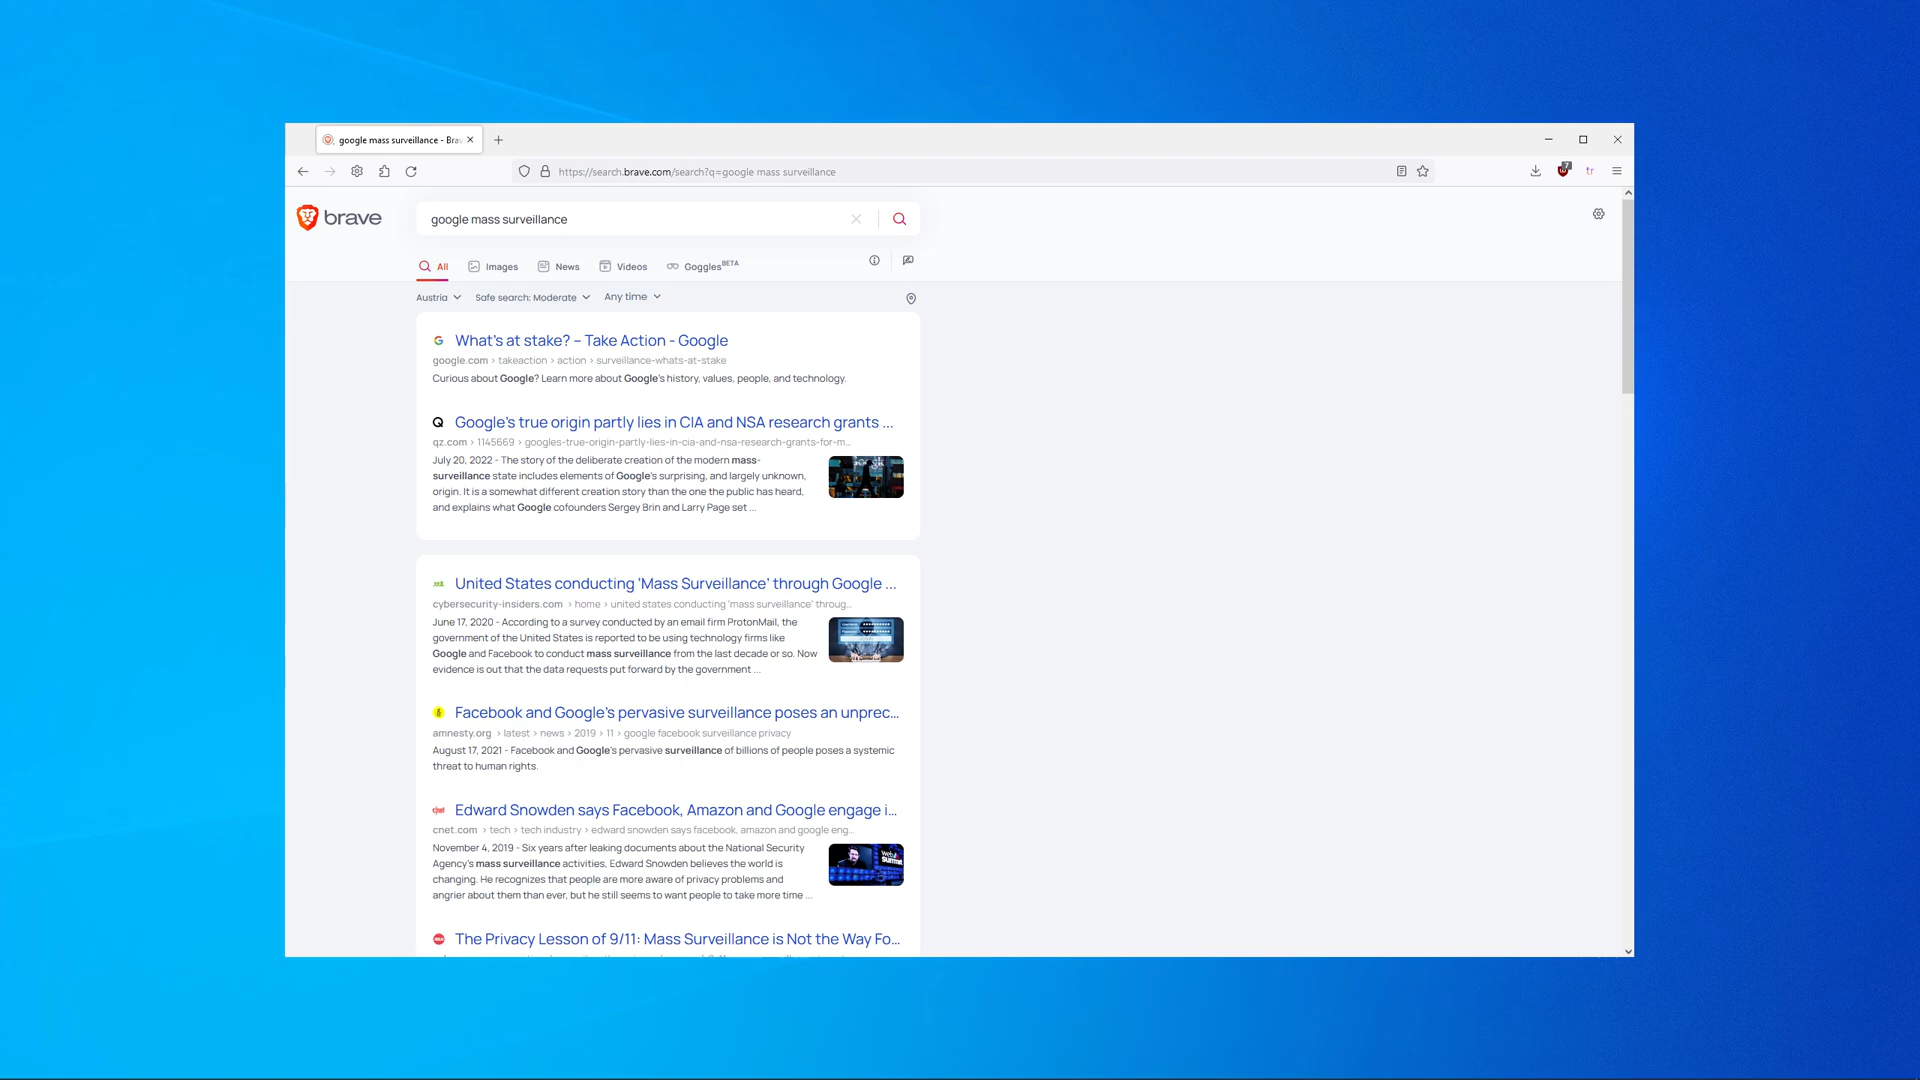 google mass surveillance - Brav
7
tr
https://search.brave.com/search?q=google mass surveillance
brave
google mass surveillance
All
Images
News
Videos
Goggles BETA
Austria
Safe search: Moderate
Any time
What's at stake? – Take Action - Google
google.com › takeaction › action › surveillance-whats-at-stake
Curious about Google? Learn more about Google's history, values, people, and technology.
Google's true origin partly lies in CIA and NSA research grants ...
qz.com › 1145669 › googles-true-origin-partly-lies-in-cia-and-nsa-research-grants-for-m...
July 20, 2022 - The story of the deliberate creation of the modern mass-
surveillance state includes elements of Google's surprising, and largely unknown,
origin. It is a somewhat different creation story than the one the public has heard,
and explains what Google cofounders Sergey Brin and Larry Page set ...
United States conducting 'Mass Surveillance' through Google ...
cybersecurity-insiders.com › home › united states conducting 'mass surveillance' throug...
June 17, 2020 - According to a survey conducted by an email firm ProtonMail, the
government of the United States is reported to be using technology firms like
Google and Facebook to conduct mass surveillance from the last decade or so. Now
evidence is out that the data requests put forward by the government ...
Facebook and Google's pervasive surveillance poses an unprec...
amnesty.org › latest › news › 2019 › 11 › google facebook surveillance privacy
August 17, 2021 - Facebook and Google's pervasive surveillance of billions of people poses a systemic
threat to human rights.
Edward Snowden says Facebook, Amazon and Google engage i...
cnet.com › tech › tech industry › edward snowden says facebook, amazon and google eng...
November 4, 2019 - Six years after leaking documents about the National Security
Agency's mass surveillance activities, Edward Snowden believes the world is
changing. He recognizes that people are more aware of privacy problems and
angrier about them than ever, but he still seems to want people to take more time ...
The Privacy Lesson of 9/11: Mass Surveillance is Not the Way Fo...